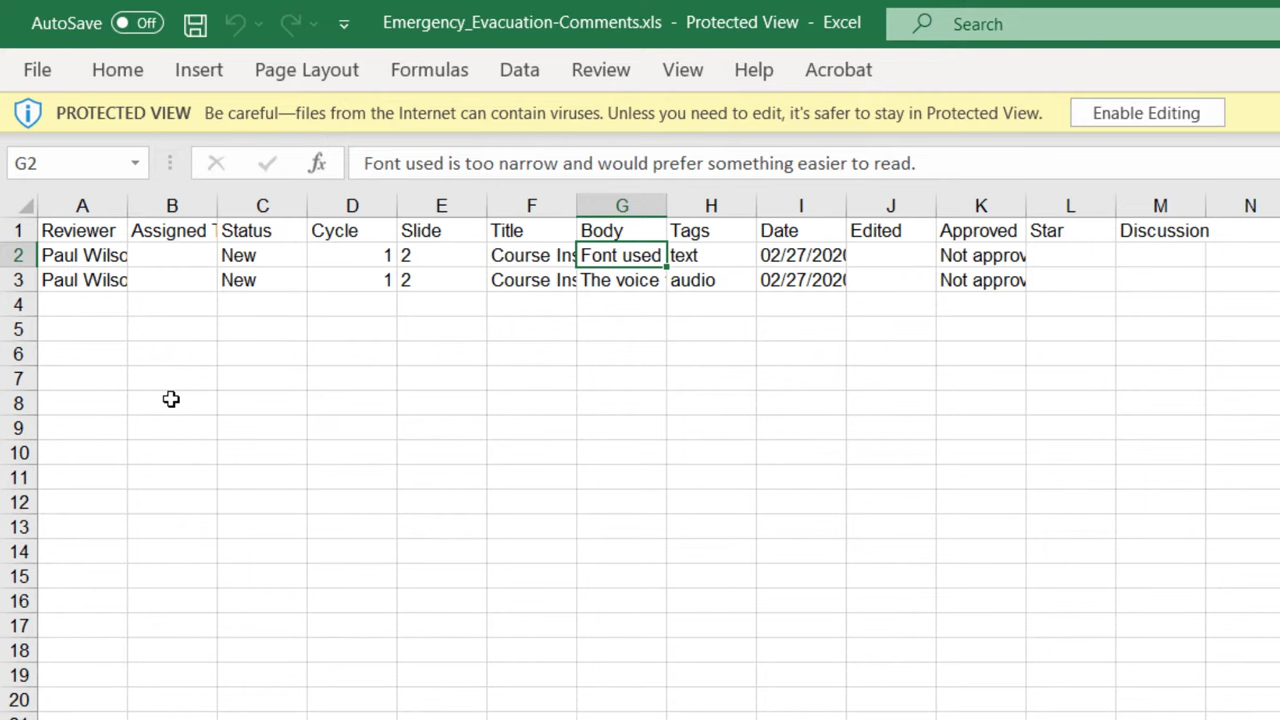 AutoSave Off Emergency_Evacuation-Comments.xls - Protected View - Excel Search
File Home Insert Page Layout Formulas Data Review View Help Acrobat
PROTECTED VIEW Be careful—files from the Internet can contain viruses. Unless you need to edit, it's safer to stay in Protected View. Enable Editing
G2 fx Font used is too narrow and would prefer something easier to read.
A B C D E F G H I J K L M N
1 Reviewer Assigned T Status Cycle Slide Title Body Tags Date Edited Approved Star Discussion
2 Paul Wilso New 1 2 Course Ins Font used text 02/27/2020 Not approv
3 Paul Wilso New 1 2 Course Ins The voice audio 02/27/2020 Not approv
4
5
6
7
8
9
10
11
12
13
14
15
16
17
18
19
20